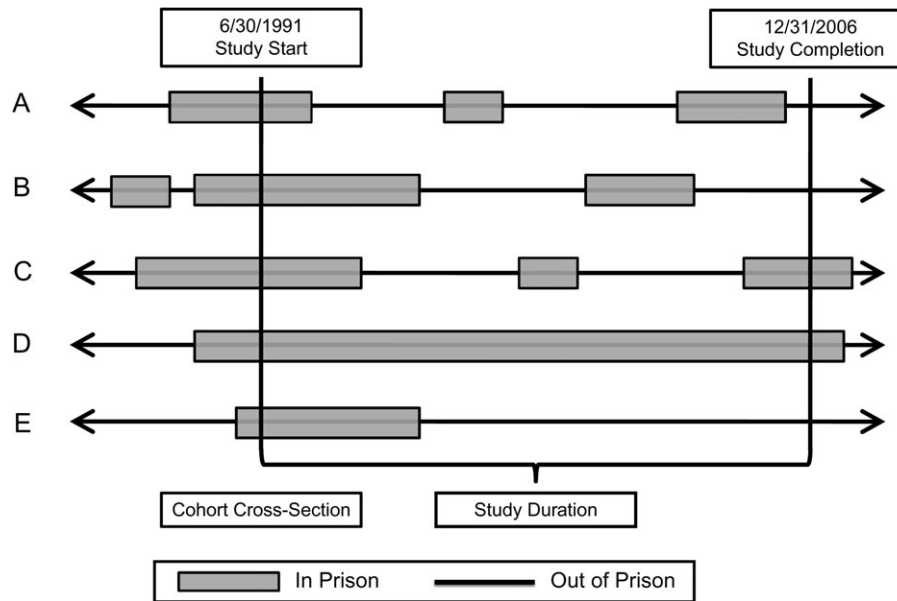 6/30/1991
Study Start
12/31/2006
Study Completion
A
B
C
D
E
Cohort Cross-Section
Study Duration
In Prison
Out of Prison